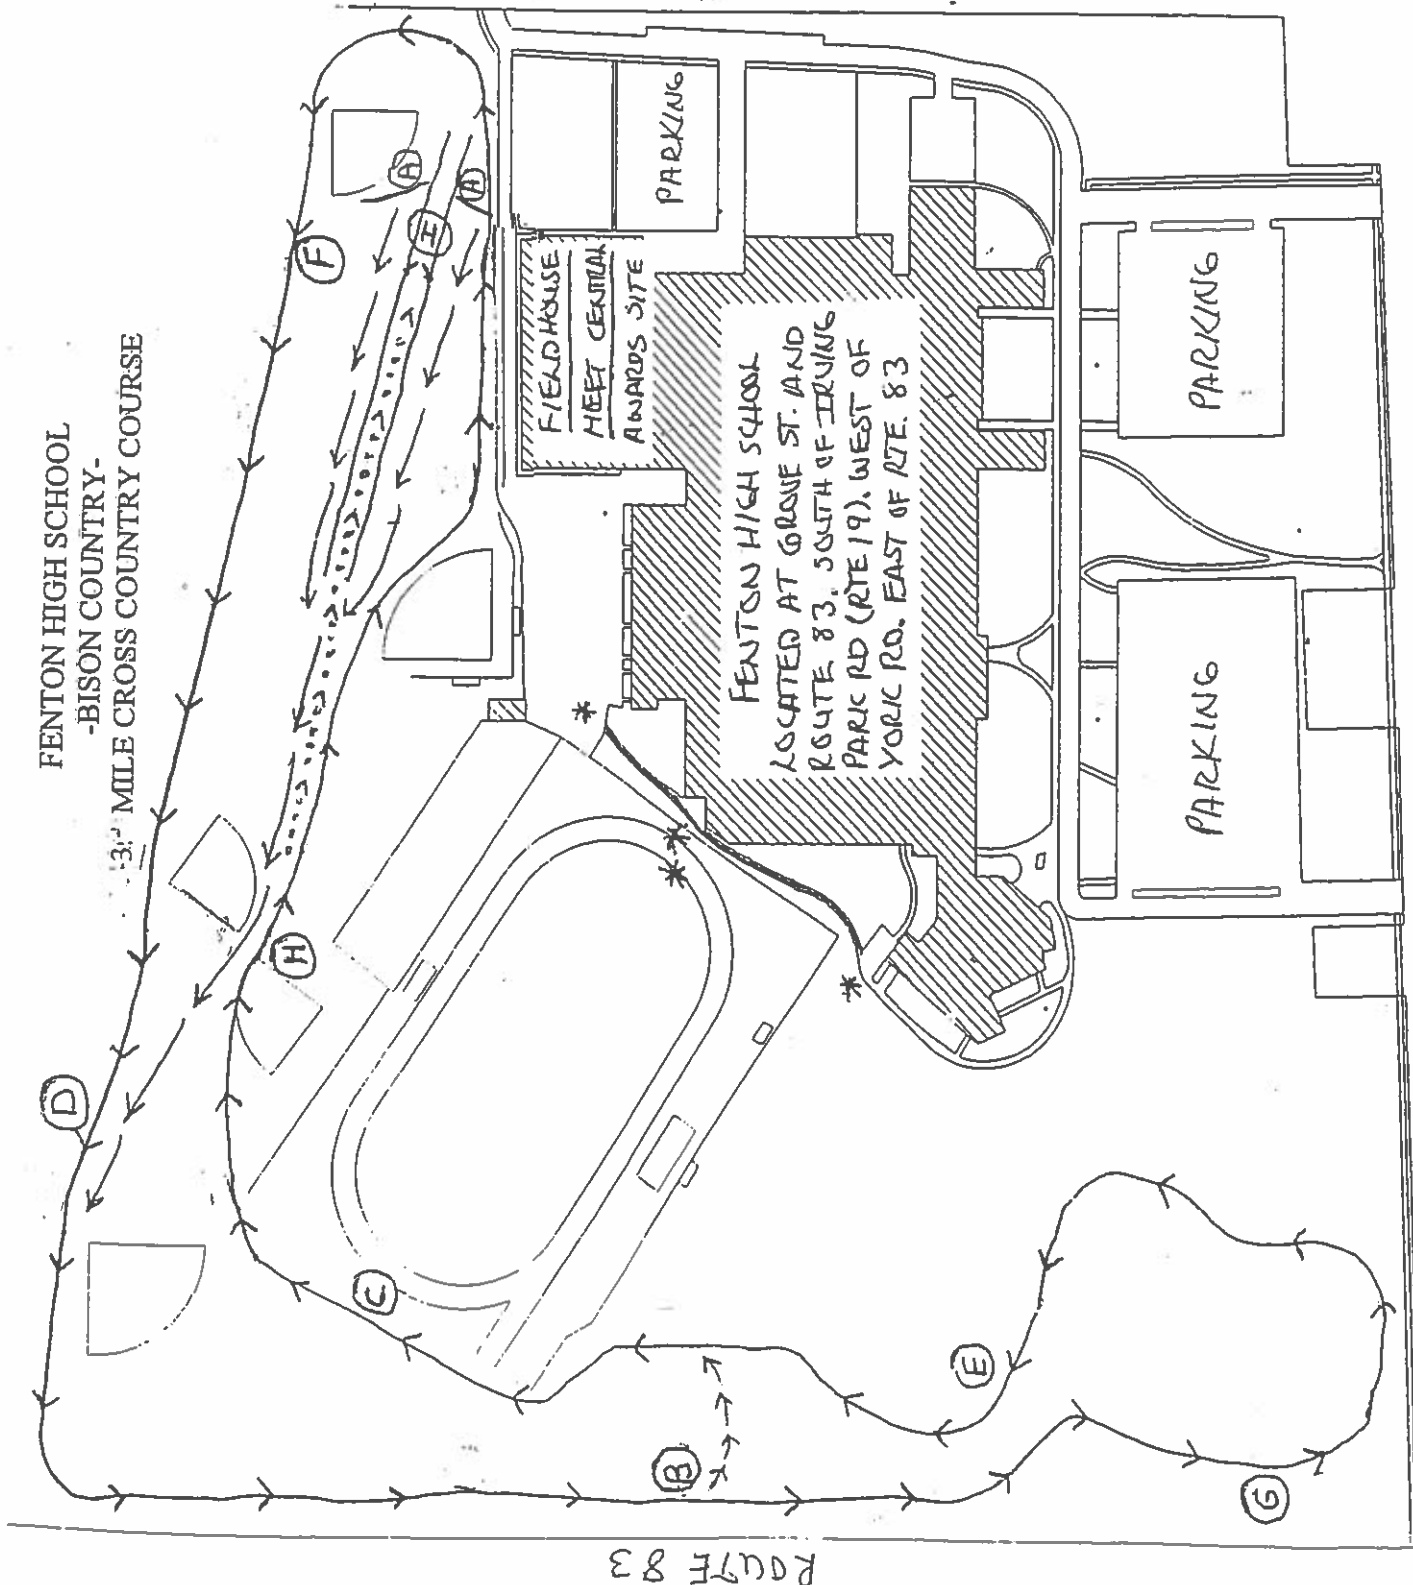 FENTON HIGH SCHOOL
-BISON COUNTRY-
MILE CROSS COUNTRY COURSE
D
F
A
A
I
H
C
B
E
G
PARKING
FIELDHOUSE
MEET CENTRAL
AWARDS SITE
FENTON HIGH SCHOOL
LOCATED AT GROVE ST. AND
ROUTE 83. SOUTH OF IRVING
PARK RD (RTE 19). WEST OF
YORK RD. EAST OF RTE. 83
PARKING
PARKING
ROUTE 83